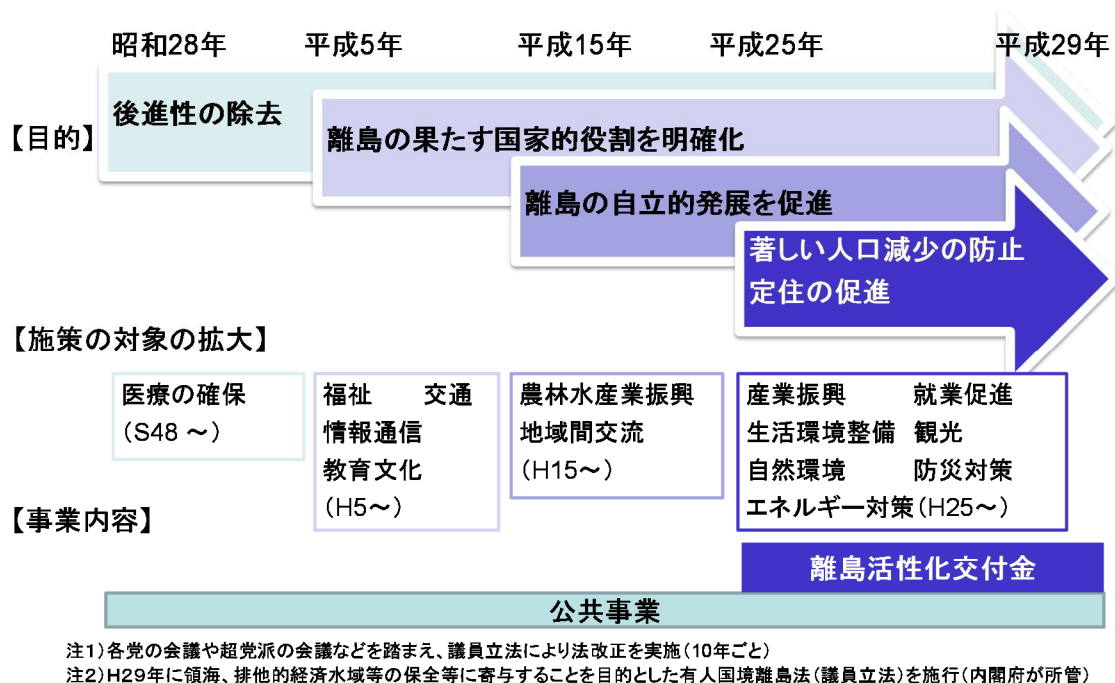 昭和28年 平成5年 平成15年 平成25年 平成29年
【目的】
後進性の除去
離島の果たす国家的役割を明確化
離島の自立的発展を促進
著しい人口減少の防止
定住の促進
【施策の対象の拡大】
医療の確保
(S48 ～)
福祉 交通
情報通信
教育文化
(H5～)
農林水産業振興
地域間交流
(H15～)
産業振興 就業促進
生活環境整備 観光
自然環境 防災対策
エネルギー対策(H25～)
【事業内容】
離島活性化交付金
公共事業
注1)各党の会議や超党派の会議などを踏まえ、議員立法により法改正を実施(10年ごと)
注2)H29年に領海、排他的経済水域等の保全等に寄与することを目的とした有人国境離島法(議員立法)を施行(内閣府が所管)